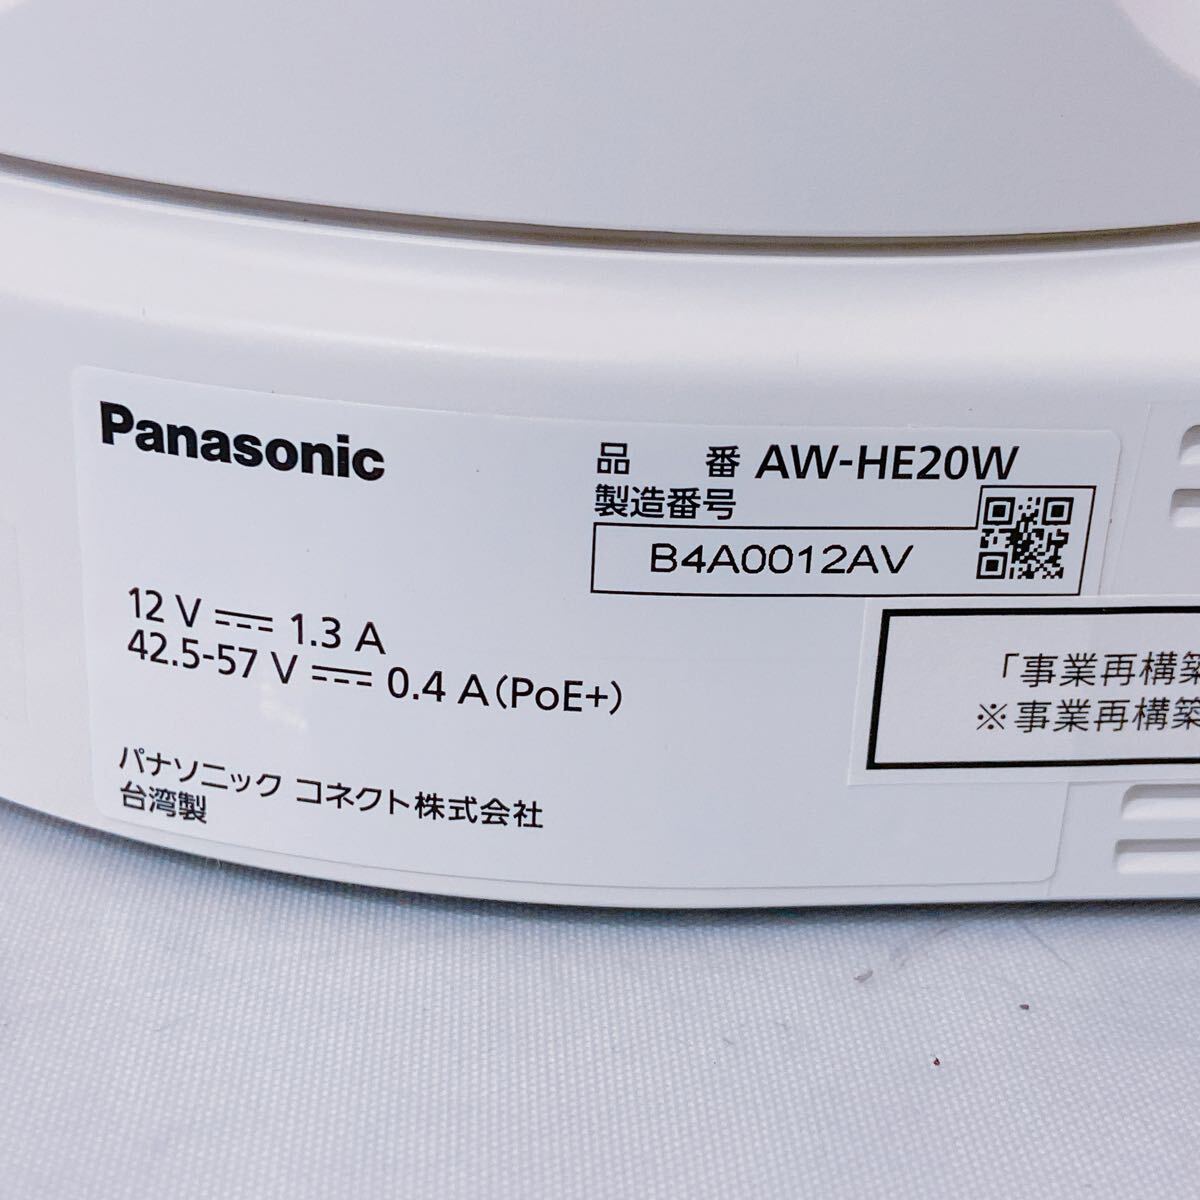 Panasonic
品 番 AW-HE20W
製造番号
B4A0012AV
12 V ⎓ 1.3 A
42.5-57 V ⎓ 0.4 A(PoE+)
パナソニック コネクト株式会社
台湾製
「事業再構築
※事業再構築